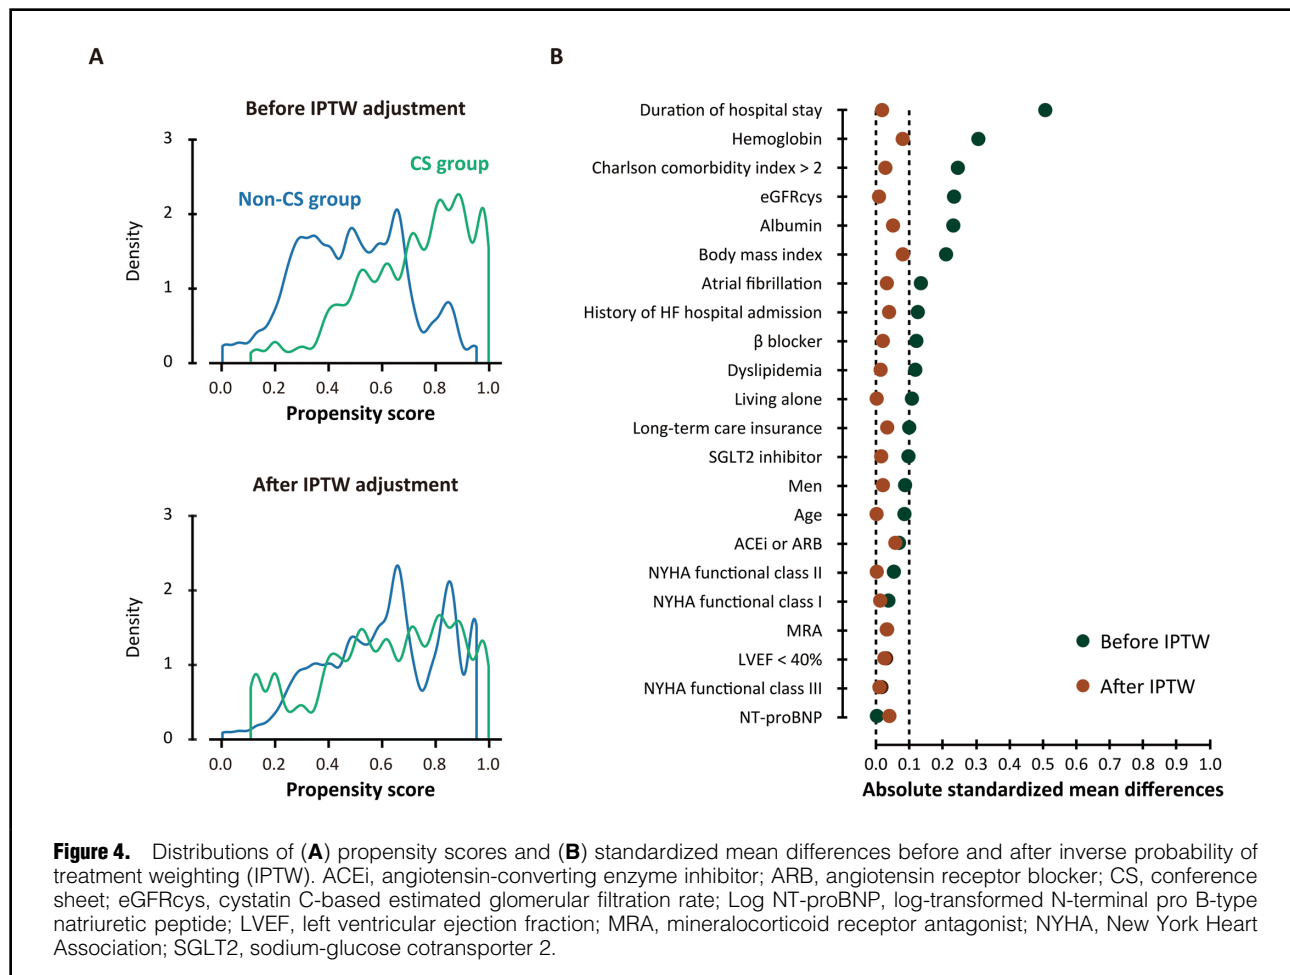 A
Before IPTW adjustment
3
2
1
0
Density
CS group
Non-CS group
0.0 0.2 0.4 0.6 0.8 1.0
Propensity score
After IPTW adjustment
3
2
1
0
Density
0.0 0.2 0.4 0.6 0.8 1.0
Propensity score
B
Duration of hospital stay
Hemoglobin
Charlson comorbidity index > 2
eGFRcys
Albumin
Body mass index
Atrial fibrillation
History of HF hospital admission
β blocker
Dyslipidemia
Living alone
Long-term care insurance
SGLT2 inhibitor
Men
Age
ACEi or ARB
NYHA functional class II
NYHA functional class I
MRA
LVEF < 40%
NYHA functional class III
NT-proBNP
Before IPTW
After IPTW
0.0 0.1 0.2 0.3 0.4 0.5 0.6 0.7 0.8 0.9 1.0
Absolute standardized mean differences
Figure 4. Distributions of (A) propensity scores and (B) standardized mean differences before and after inverse probability of
treatment weighting (IPTW). ACEi, angiotensin-converting enzyme inhibitor; ARB, angiotensin receptor blocker; CS, conference
sheet; eGFRcys, cystatin C-based estimated glomerular filtration rate; Log NT-proBNP, log-transformed N-terminal pro B-type
natriuretic peptide; LVEF, left ventricular ejection fraction; MRA, mineralocorticoid receptor antagonist; NYHA, New York Heart
Association; SGLT2, sodium-glucose cotransporter 2.